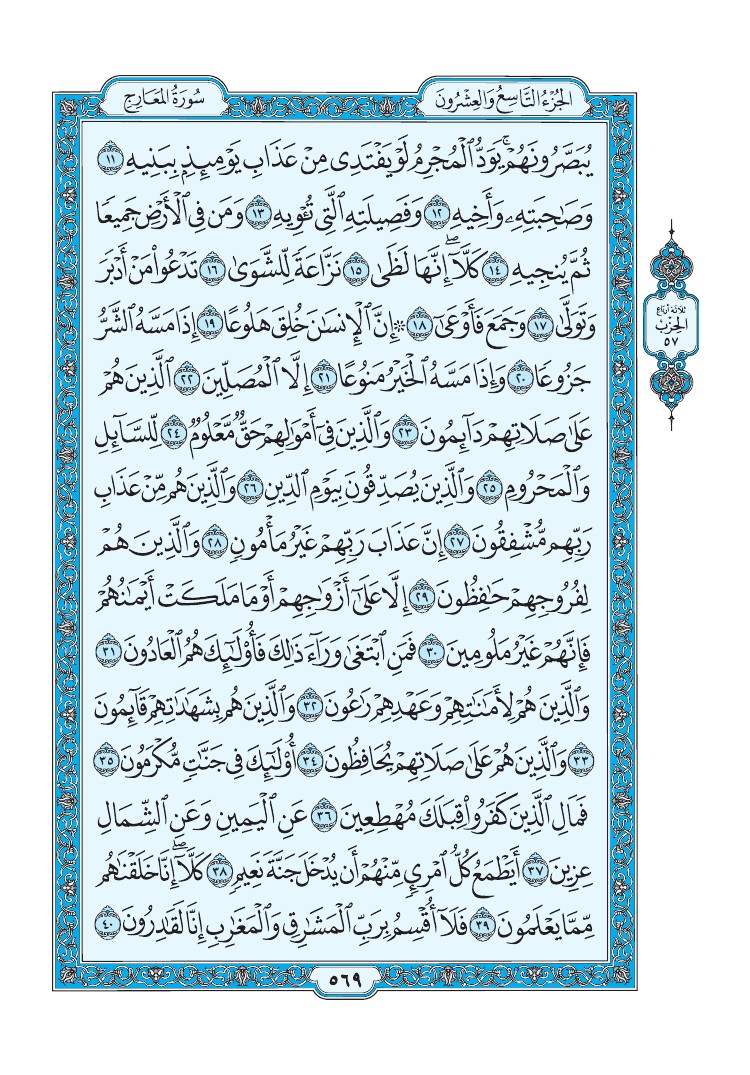 الجُزْءُ التَّاسِعُ وَالعِشْرُونَ
سُورَةُ المَعَارِجِ
يُبَصَّرُونَهُمْۚ يَوَدُّ ٱلْمُجْرِمُ لَوْ يَفْتَدِى مِنْ عَذَابِ يَوْمِئِذٍۭ بِبَنِيهِ ١١
وَصَٰحِبَتِهِۦ وَأَخِيهِ ١٢ وَفَصِيلَتِهِ ٱلَّتِى تُـْٔوِيهِ ١٣ وَمَن فِى ٱلْأَرْضِ جَمِيعًا
ثُمَّ يُنجِيهِ ١٤ كَلَّآۖ إِنَّهَا لَظَىٰ ١٥ نَزَّاعَةً لِّلشَّوَىٰ ١٦ تَدْعُوا۟ مَنْ أَدْبَرَ
وَتَوَلَّىٰ ١٧ وَجَمَعَ فَأَوْعَىٰٓ ١٨ ۞ إِنَّ ٱلْإِنسَٰنَ خُلِقَ هَلُوعًا ١٩ إِذَا مَسَّهُ ٱلشَّرُّ
جَزُوعًا ٢٠ وَإِذَا مَسَّهُ ٱلْخَيْرُ مَنُوعًا ٢١ إِلَّا ٱلْمُصَلِّينَ ٢٢ ٱلَّذِينَ هُمْ
عَلَىٰ صَلَاتِهِمْ دَآئِمُونَ ٢٣ وَٱلَّذِينَ فِىٓ أَمْوَٰلِهِمْ حَقٌّ مَّعْلُومٌ ٢٤ لِّلسَّآئِلِ
وَٱلْمَحْرُومِ ٢٥ وَٱلَّذِينَ يُصَدِّقُونَ بِيَوْمِ ٱلدِّينِ ٢٦ وَٱلَّذِينَ هُم مِّنْ عَذَابِ
رَبِّهِم مُّشْفِقُونَ ٢٧ إِنَّ عَذَابَ رَبِّهِمْ غَيْرُ مَأْمُونٍ ٢٨ وَٱلَّذِينَ هُمْ
لِفُرُوجِهِمْ حَٰفِظُونَ ٢٩ إِلَّا عَلَىٰٓ أَزْوَٰجِهِمْ أَوْ مَا مَلَكَتْ أَيْمَٰنُهُمْ
فَإِنَّهُمْ غَيْرُ مَلُومِينَ ٣٠ فَمَنِ ٱبْتَغَىٰ وَرَآءَ ذَٰلِكَ فَأُو۟لَٰٓئِكَ هُمُ ٱلْعَادُونَ ٣١
وَٱلَّذِينَ هُمْ لِأَمَٰنَٰتِهِمْ وَعَهْدِهِمْ رَٰعُونَ ٣٢ وَٱلَّذِينَ هُم بِشَهَٰدَٰتِهِمْ قَآئِمُونَ
٣٣ وَٱلَّذِينَ هُمْ عَلَىٰ صَلَاتِهِمْ يُحَافِظُونَ ٣٤ أُو۟لَٰٓئِكَ فِى جَنَّٰتٍ مُّكْرَمُونَ ٣٥
فَمَالِ ٱلَّذِينَ كَفَرُوا۟ قِبَلَكَ مُهْطِعِينَ ٣٦ عَنِ ٱلْيَمِينِ وَعَنِ ٱلشِّمَالِ
عِزِينَ ٣٧ أَيَطْمَعُ كُلُّ ٱمْرِئٍ مِّنْهُمْ أَن يُدْخَلَ جَنَّةَ نَعِيمٍ ٣٨ كَلَّآۖ إِنَّا خَلَقْنَٰهُم
مِّمَّا يَعْلَمُونَ ٣٩ فَلَآ أُقْسِمُ بِرَبِّ ٱلْمَشَٰرِقِ وَٱلْمَغَٰرِبِ إِنَّا لَقَٰدِرُونَ ٤٠
ثلاثة أرباع
الحزب
٥٧
٥٦٩